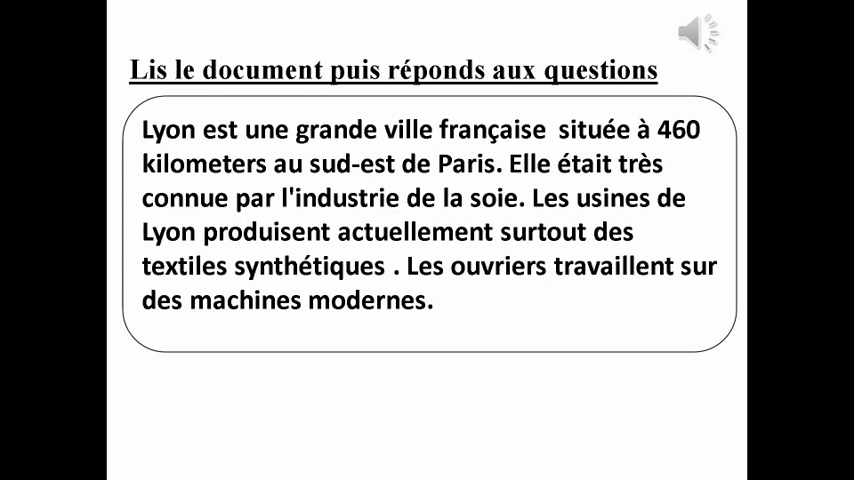 Lis le document puis réponds aux questions
Lyon est une grande ville française située à 460
kilometers au sud-est de Paris. Elle était très
connue par l'industrie de la soie. Les usines de
Lyon produisent actuellement surtout des
textiles synthétiques . Les ouvriers travaillent sur
des machines modernes.